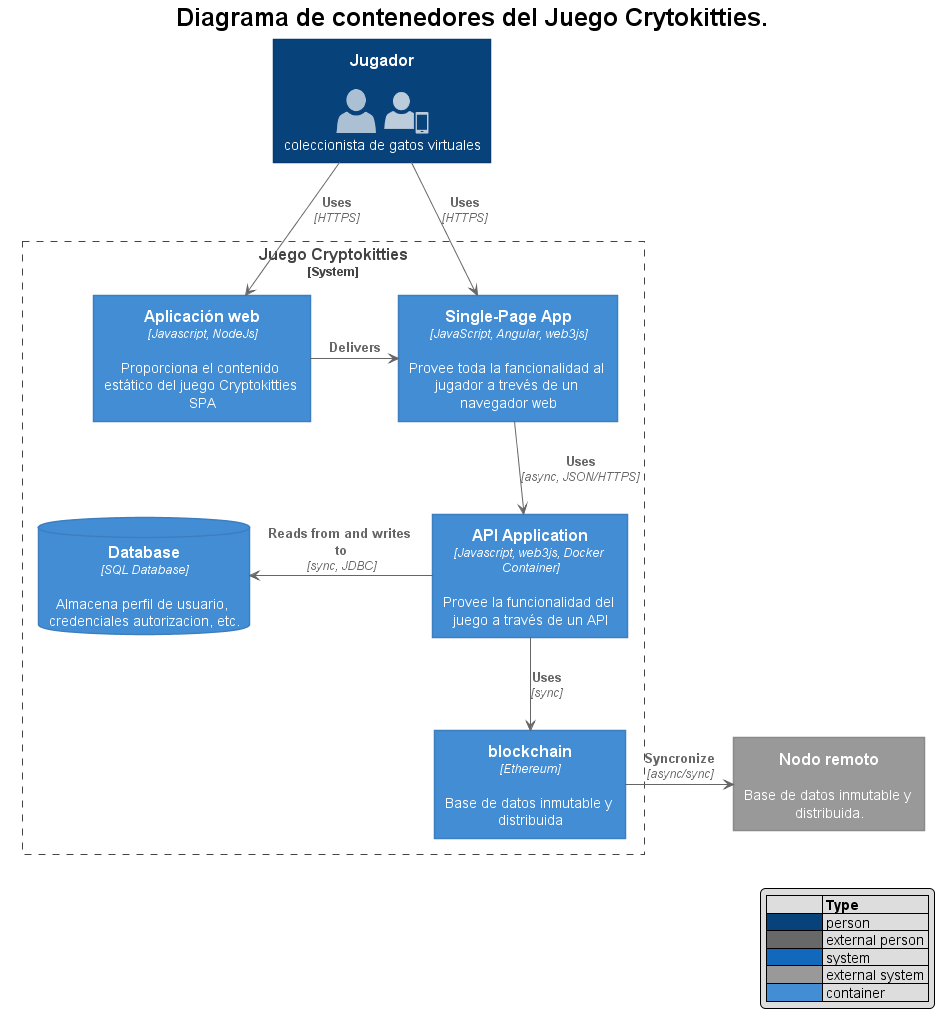 Diagrama de contenedores del Juego Crytokitties.
Jugador
coleccionista de gatos virtuales
Uses
[HTTPS]
Uses
[HTTPS]
Juego Cryptokitties
[System]
Aplicación web
[Javascript, NodeJs]
Proporciona el contenido
estático del juego Cryptokitties
SPA
Delivers
Single-Page App
[JavaScript, Angular, web3js]
Provee toda la fancionalidad al
jugador a trevés de un
navegador web
Uses
[async, JSON/HTTPS]
Database
[SQL Database]
Almacena perfil de usuario,
credenciales autorizacion, etc.
Reads from and writes
to
[sync, JDBC]
API Application
[Javascript, web3js, Docker
Container]
Provee la funcionalidad del
juego a través de un API
Uses
[sync]
blockchain
[Ethereum]
Base de datos inmutable y
distribuida
Syncronize
[async/sync]
Nodo remoto
Base de datos inmutable y
distribuida.
Type
person
external person
system
external system
container